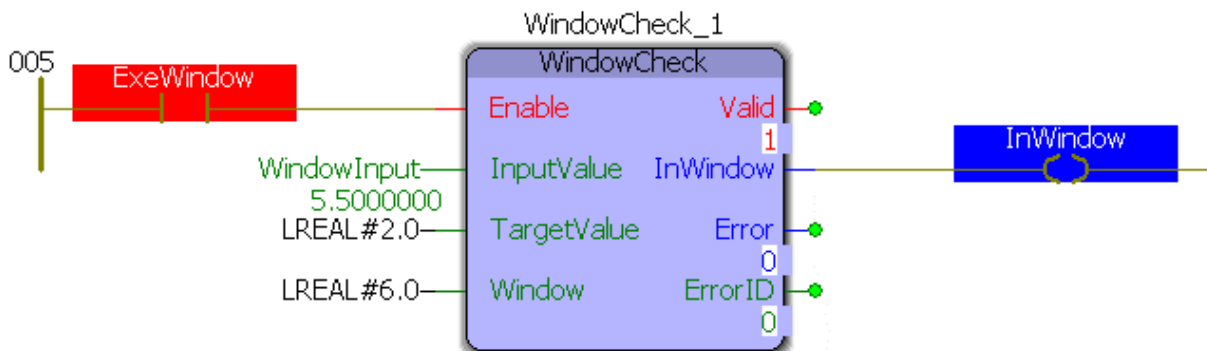 WindowCheck_1
005
ExeWindow
WindowCheck
Enable Valid
1
InWindow
WindowInput InputValue InWindow
5.5000000
LREAL#2.0 TargetValue Error
0
LREAL#6.0 Window ErrorID
0